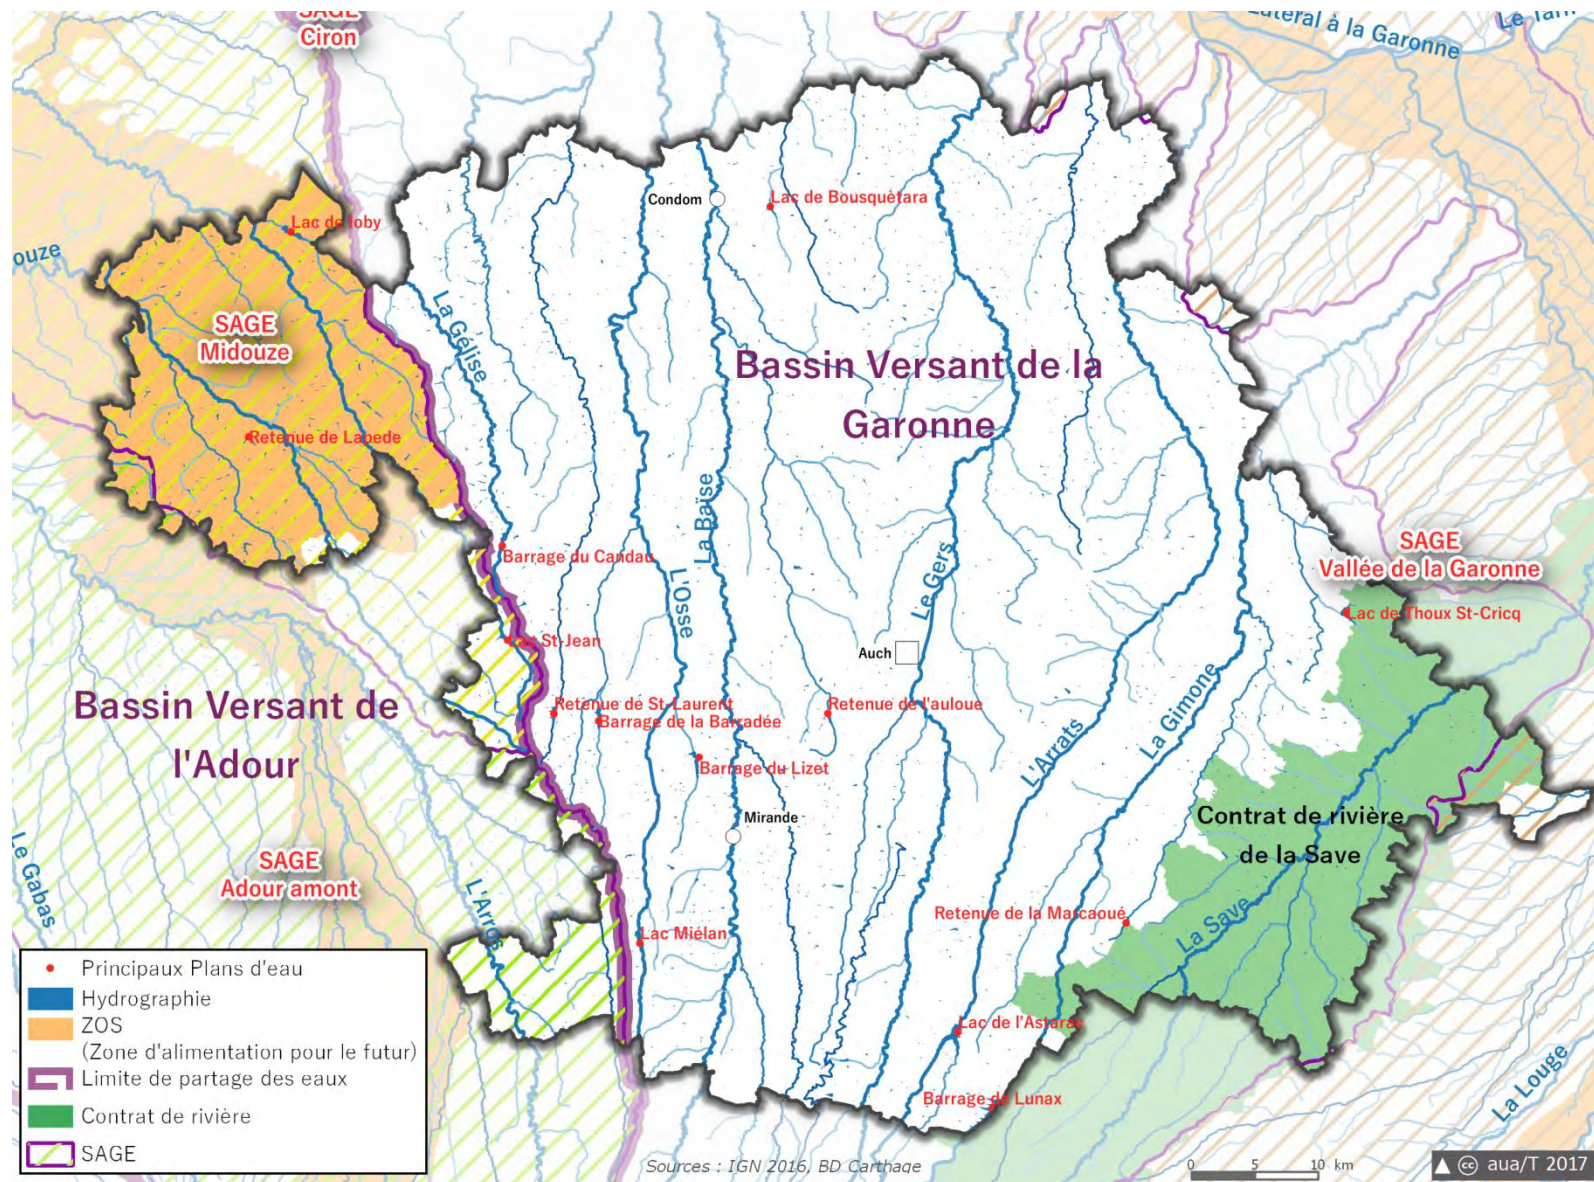 SAGE
Ciron
Latéral à la Garonne
Le Tarn
ouze
Condom
Lac de Bousquètara
Lac de Ioby
La Gélise
SAGE
Midouze
Bassin Versant de la
Garonne
Retenue de Lapede
La Baïse
Barrage du Candau
L'Osse
Le Gers
SAGE
Vallée de la Garonne
Lac de Thoux St-Cricq
Lac St-Jean
Auch
Bassin Versant de
l'Adour
Retenue de St-Laurent
Barrage de la Barradée
Retenue de l'auloue
L'Arrats
La Gimone
Barrage du Lizet
Mirande
Contrat de rivière
de la Save
SAGE
Adour amont
Le Gabas
L'Arros
Lac Miélan
Retenue de la Marcaoué
La Save
Lac de l'Astarac
Barrage de Lunax
La Louge
Principaux Plans d'eau
Hydrographie
ZOS
(Zone d'alimentation pour le futur)
Limite de partage des eaux
Contrat de rivière
SAGE
Sources : IGN 2016, BD Carthage
0 5 10 km
cc aua/T 2017